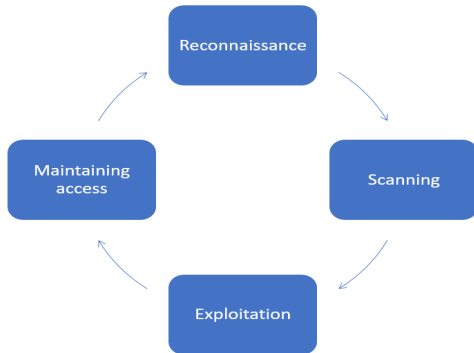 Reconnaissance
Scanning
Exploitation
Maintaining
access